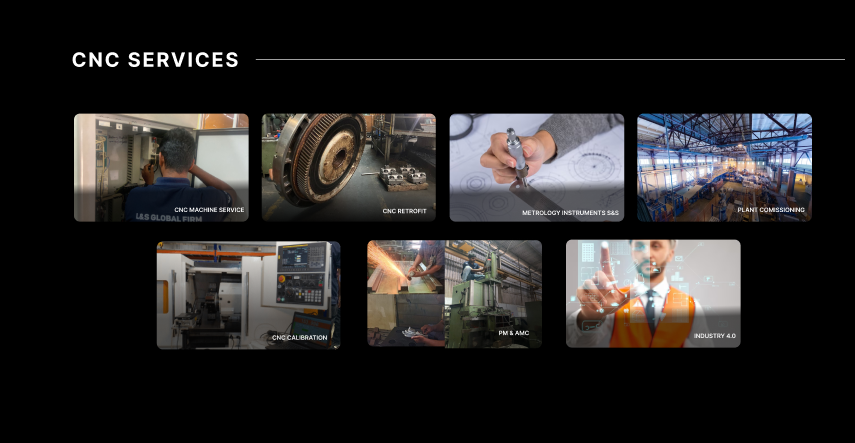 CNC SERVICES
L&S GLOBAL FIRM
CNC MACHINE SERVICE
CNC RETROFIT
METROLOGY INSTRUMENTS S&S
PLANT COMISSIONING
CNC CALIBRATION
PM & AMC
INDUSTRY 4.0